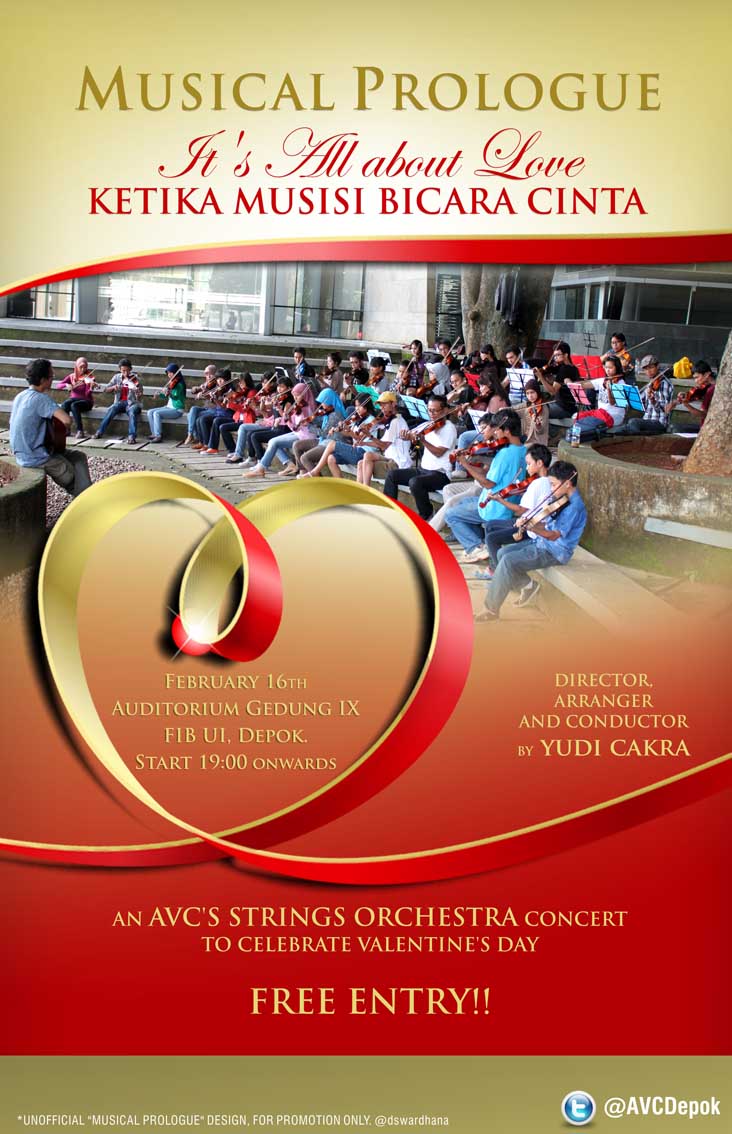 MUSICAL PROLOGUE
It's All about Love
KETIKA MUSISI BICARA CINTA
FEBRUARY 16TH
AUDITORIUM GEDUNG IX
FIB UI, DEPOK.
START 19:00 ONWARDS
DIRECTOR,
ARRANGER
AND CONDUCTOR
BY YUDI CAKRA
AN AVC'S STRINGS ORCHESTRA CONCERT
TO CELEBRATE VALENTINE'S DAY
FREE ENTRY!!
*UNOFFICIAL "MUSICAL PROLOGUE" DESIGN, FOR PROMOTION ONLY. @dswardhana
t @AVCDepok